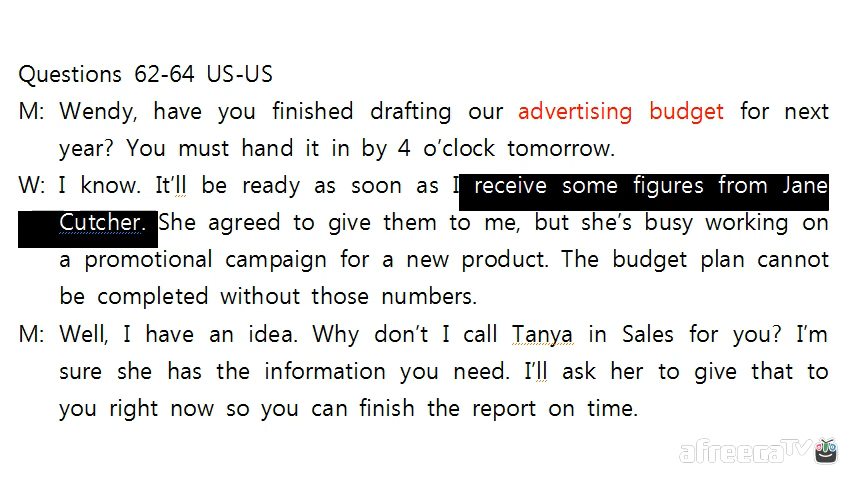 Questions 62-64 US-US
M: Wendy, have you finished drafting our advertising budget for next
year? You must hand it in by 4 o’clock tomorrow.
W: I know. It’ll be ready as soon as I receive some figures from Jane
Cutcher. She agreed to give them to me, but she’s busy working on
a promotional campaign for a new product. The budget plan cannot
be completed without those numbers.
M: Well, I have an idea. Why don’t I call Tanya in Sales for you? I’m
sure she has the information you need. I’ll ask her to give that to
you right now so you can finish the report on time.
afreecaTV